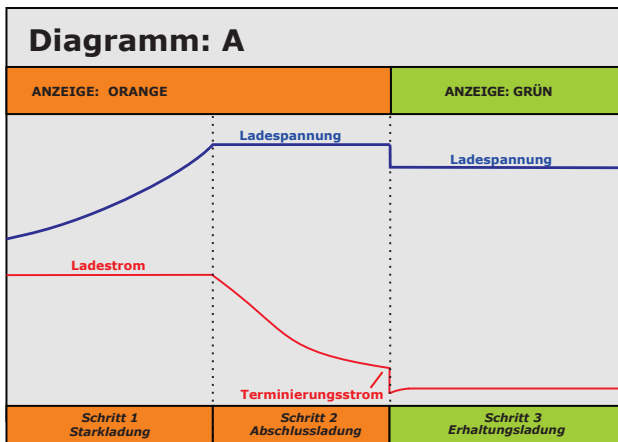 Diagramm: A
ANZEIGE: ORANGE
ANZEIGE: GRÜN
Ladespannung
Ladespannung
Ladestrom
Terminierungsstrom
Schritt 1
Starkladung
Schritt 2
Abschlussladung
Schritt 3
Erhaltungsladung